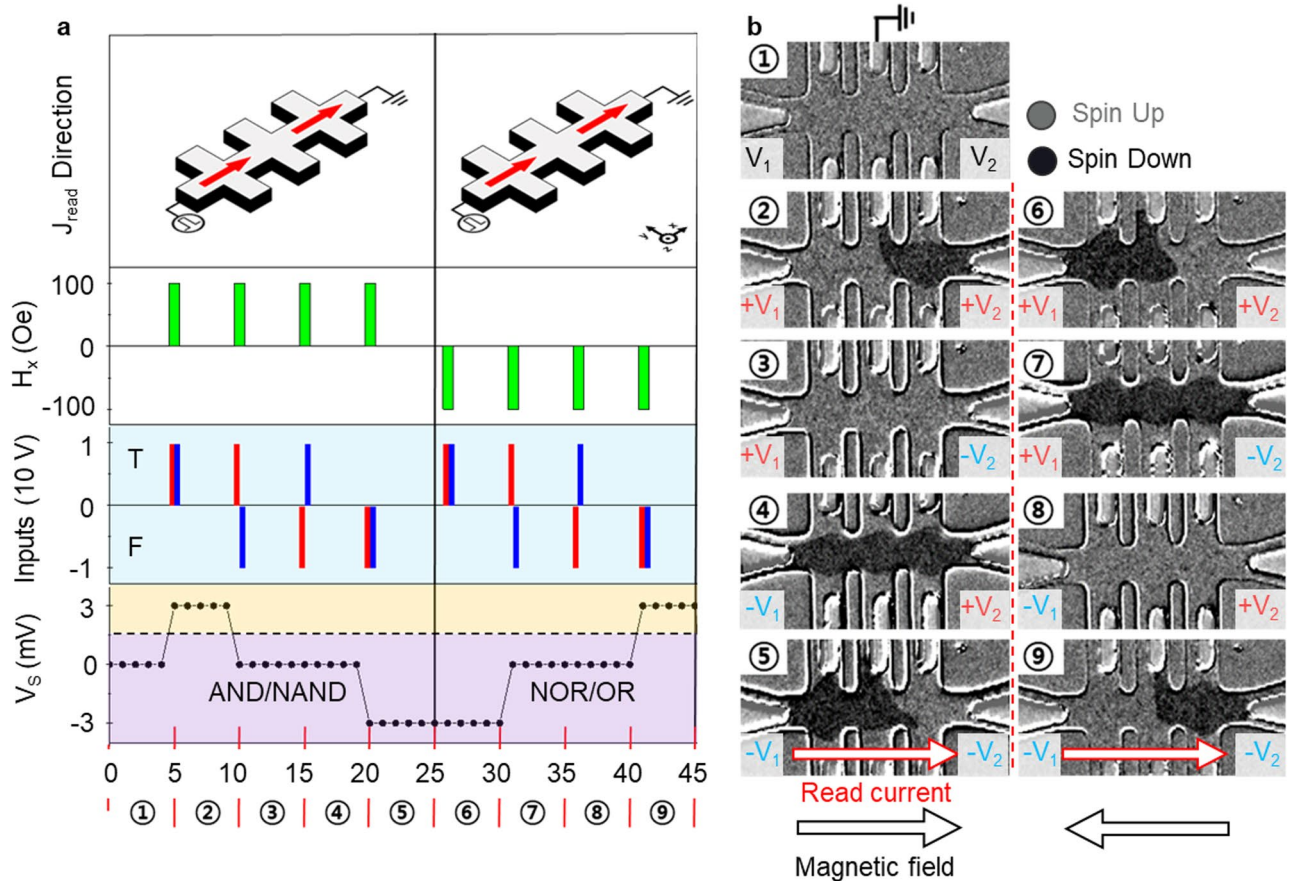 a
J_read Direction
y
x
z
H_x (Oe)
100
0
-100
Inputs (10 V)
1
0
-1
T
F
V_S (mV)
3
0
-3
AND/NAND
NOR/OR
0 5 10 15 20 25 30 35 40 45
① ② ③ ④ ⑤ ⑥ ⑦ ⑧ ⑨
b
①
V₁ V₂
Spin Up
Spin Down
②
+V₁ +V₂
⑥
+V₁ +V₂
③
+V₁ -V₂
⑦
+V₁ -V₂
④
-V₁ +V₂
⑧
-V₁ +V₂
⑤
-V₁ -V₂
⑨
-V₁ -V₂
Read current
Magnetic field